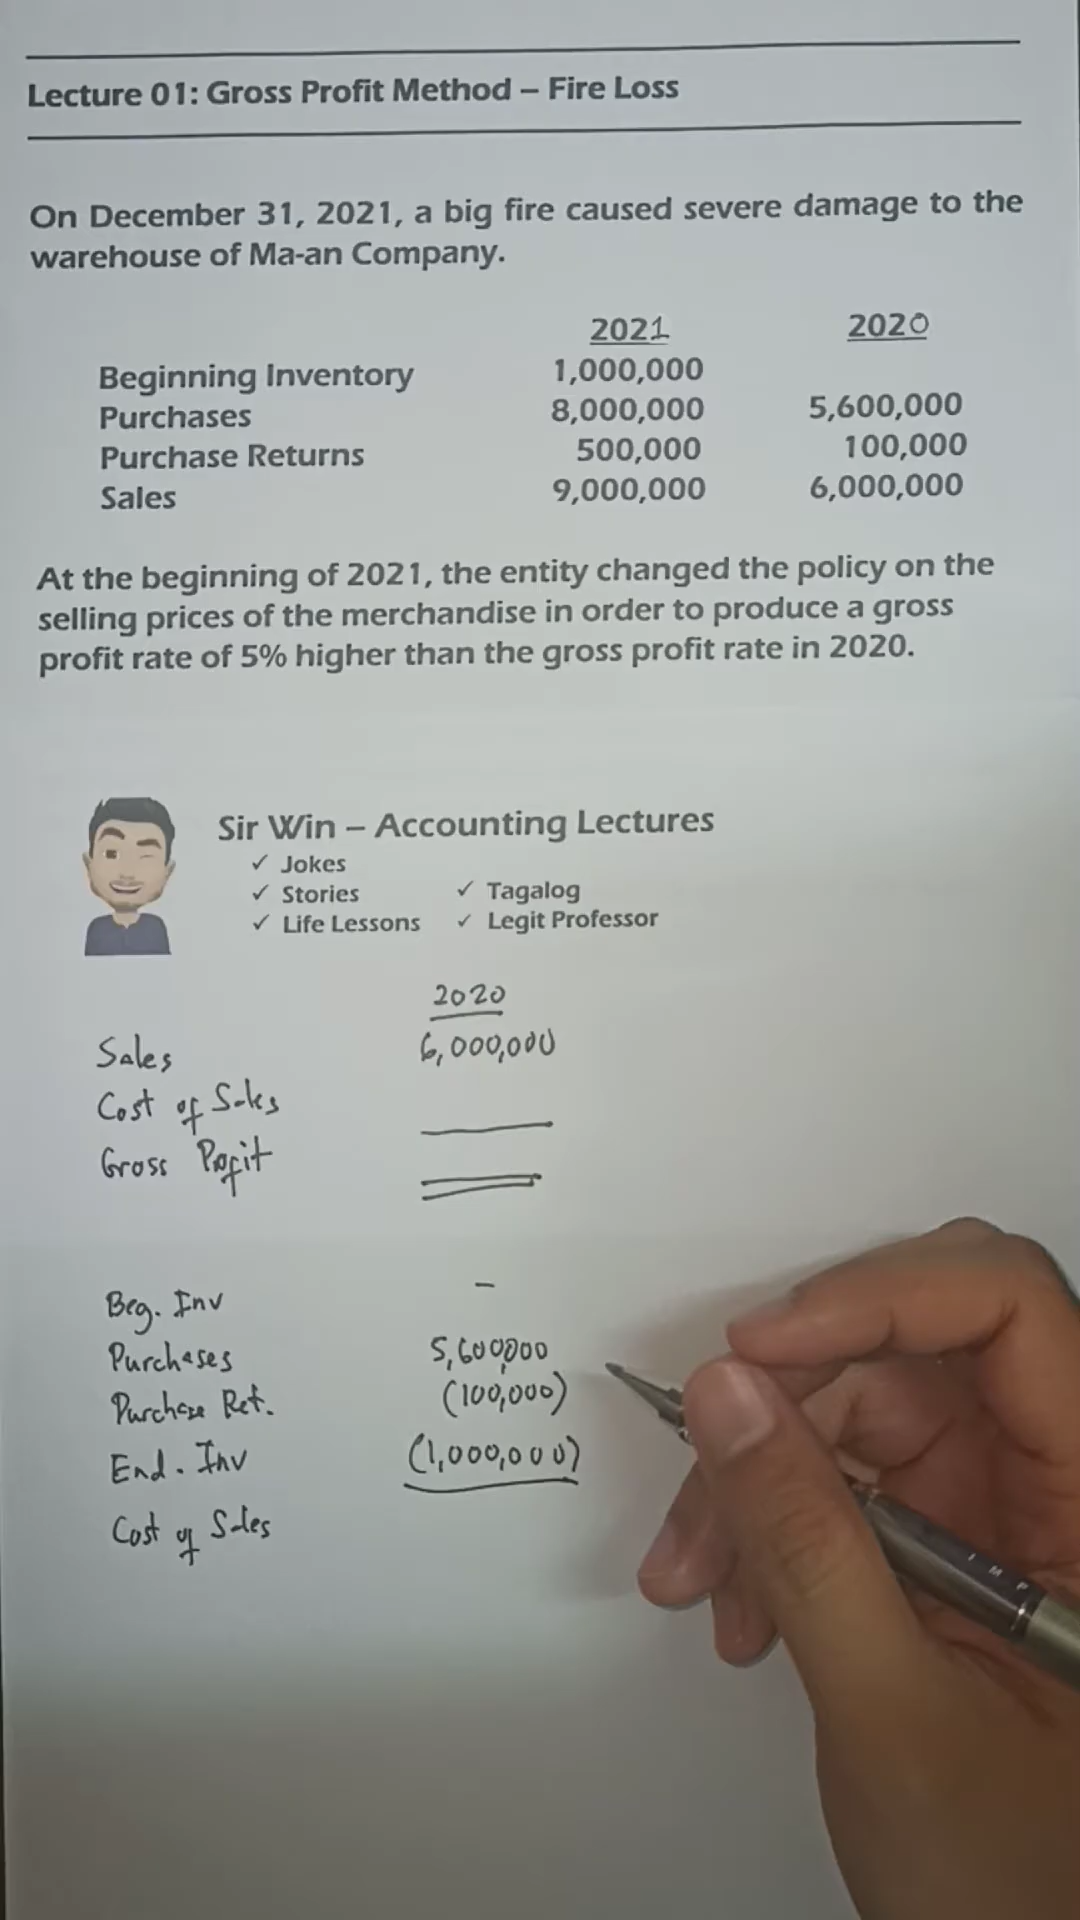 Lecture 01: Gross Profit Method – Fire Loss
On December 31, 2021, a big fire caused severe damage to the
warehouse of Ma-an Company.
2021 2020
Beginning Inventory 1,000,000
Purchases 8,000,000 5,600,000
Purchase Returns 500,000 100,000
Sales 9,000,000 6,000,000
At the beginning of 2021, the entity changed the policy on the
selling prices of the merchandise in order to produce a gross
profit rate of 5% higher than the gross profit rate in 2020.
Sir Win – Accounting Lectures
✓ Jokes
✓ Stories ✓ Tagalog
✓ Life Lessons ✓ Legit Professor
2020
Sales 6,000,000
Cost of Sales
Gross Profit
Beg. Inv –
Purchases 5,600,000
Purchase Ret. (100,000)
End. Inv (1,000,000)
Cost of Sales
IMP